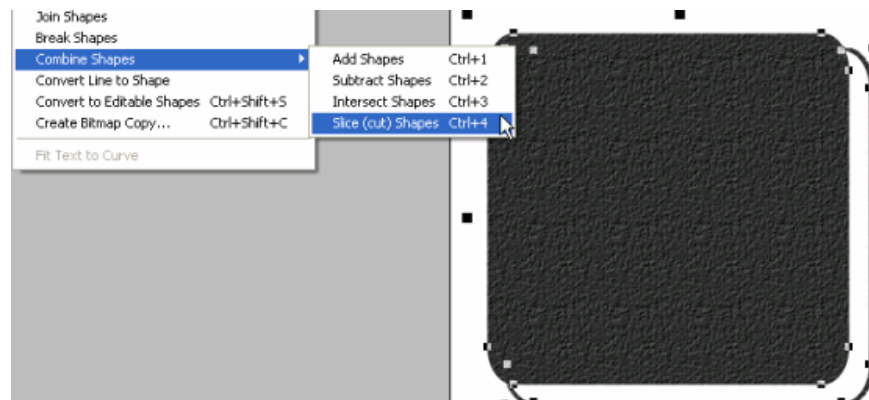 Join Shapes
Break Shapes
Combine Shapes
Convert Line to Shape
Convert to Editable Shapes Ctrl+Shift+S
Create Bitmap Copy... Ctrl+Shift+C
Fit Text to Curve
Add Shapes Ctrl+1
Subtract Shapes Ctrl+2
Intersect Shapes Ctrl+3
Slice (cut) Shapes Ctrl+4